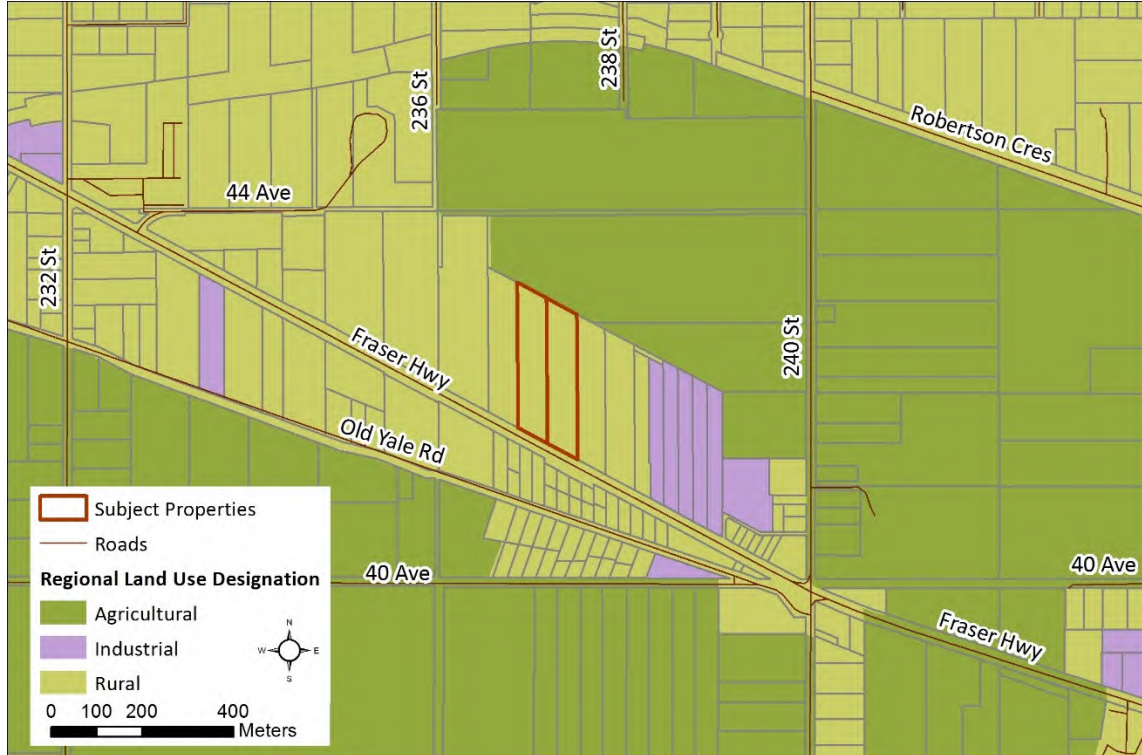 236 St
238 St
Robertson Cres
44 Ave
232 St
Fraser Hwy
240 St
Old Yale Rd
40 Ave
40 Ave
Fraser Hwy
Subject Properties
Roads
Regional Land Use Designation
Agricultural
Industrial
Rural
N
W E
S
0 100 200 400
Meters